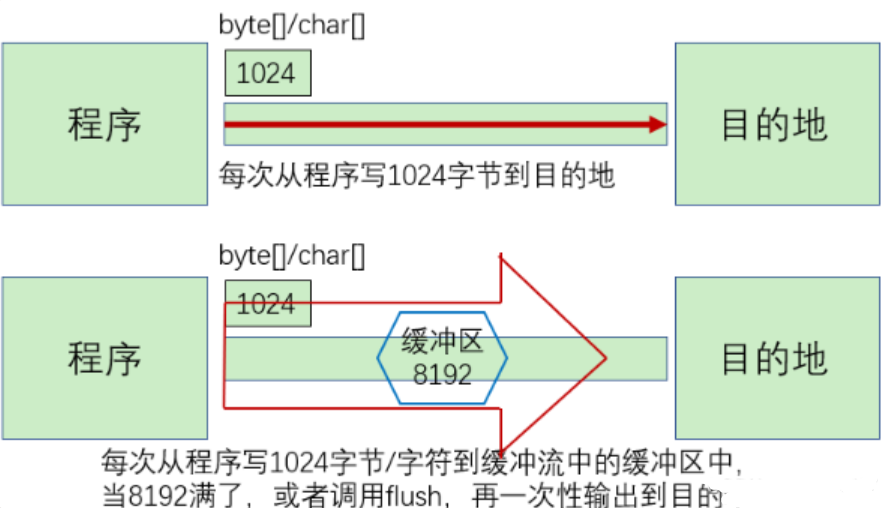 byte[]/char[]
1024
程序
目的地
每次从程序写1024字节到目的地
byte[]/char[]
1024
程序
缓冲区
8192
目的地
每次从程序写1024字节/字符到缓冲流中的缓冲区中,
当8192满了，或者调用flush，再一次性输出到目的